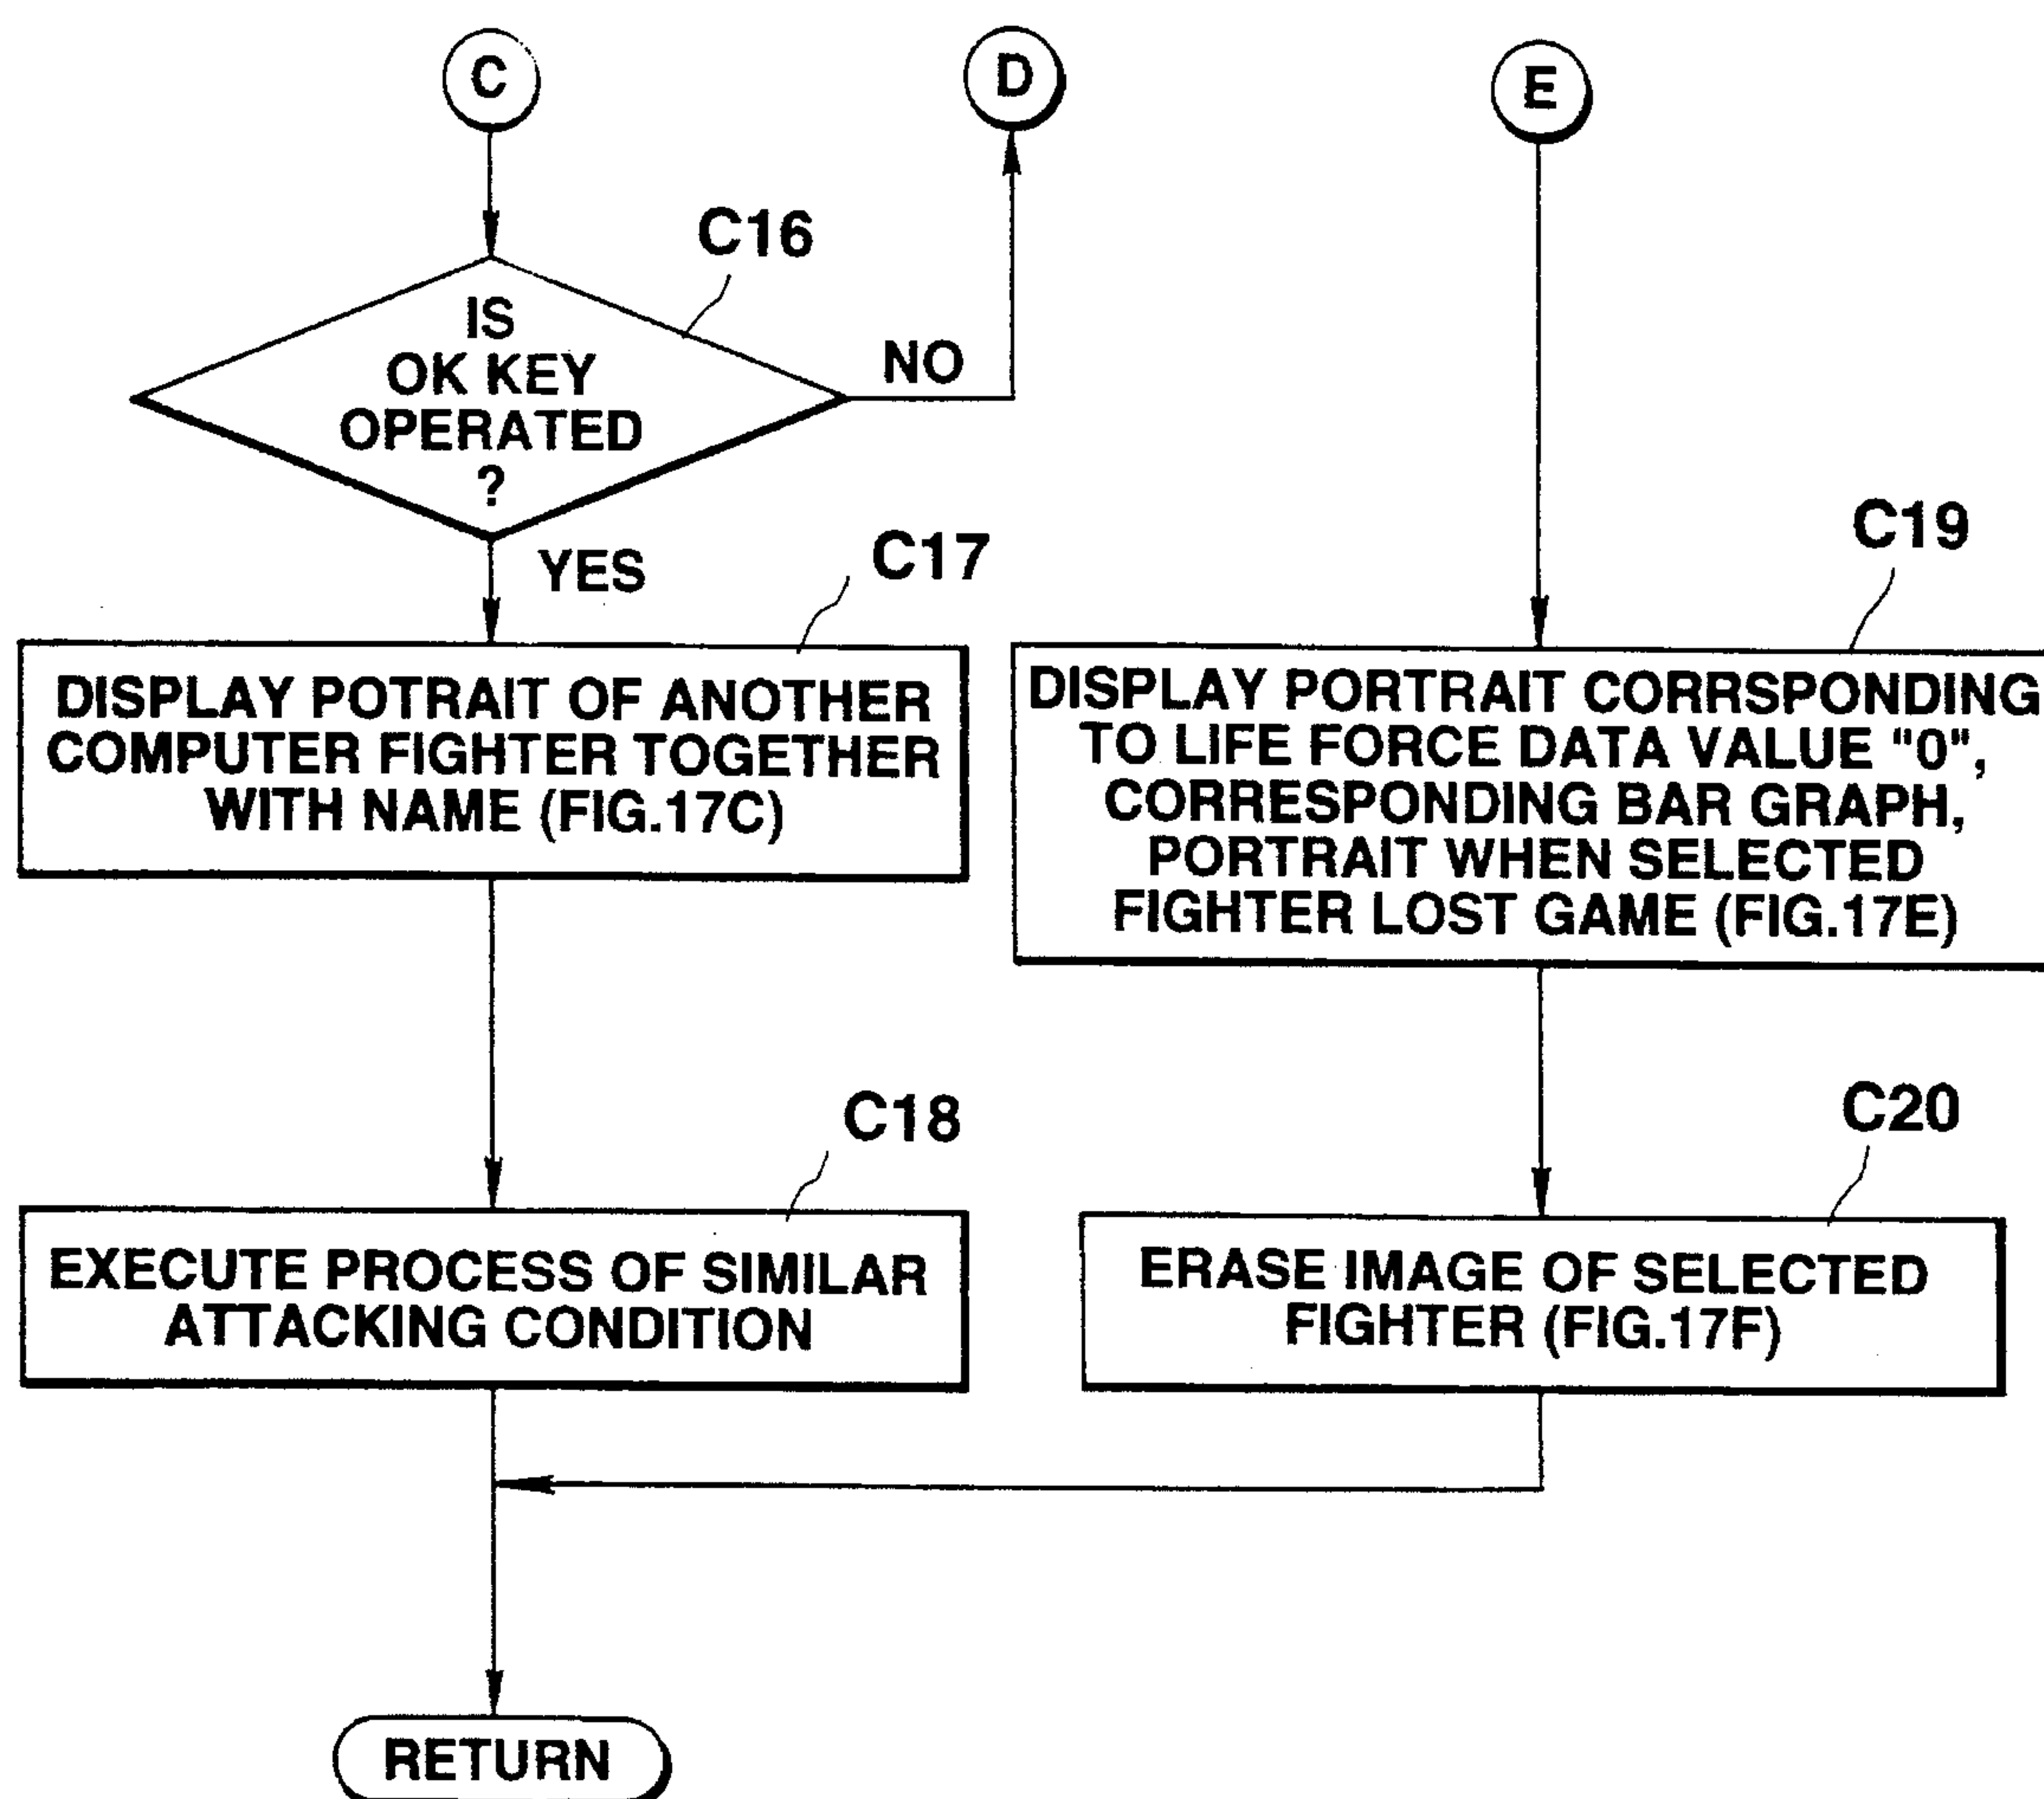 C
D
E
C16
IS
OK KEY
OPERATED
?
NO
YES
C17
DISPLAY POTRAIT OF ANOTHER
COMPUTER FIGHTER TOGETHER
WITH NAME (FIG.17C)
C19
DISPLAY PORTRAIT CORRSPONDING
TO LIFE FORCE DATA VALUE "0",
CORRESPONDING BAR GRAPH,
PORTRAIT WHEN SELECTED
FIGHTER LOST GAME (FIG.17E)
C18
EXECUTE PROCESS OF SIMILAR
ATTACKING CONDITION
C20
ERASE IMAGE OF SELECTED
FIGHTER (FIG.17F)
RETURN